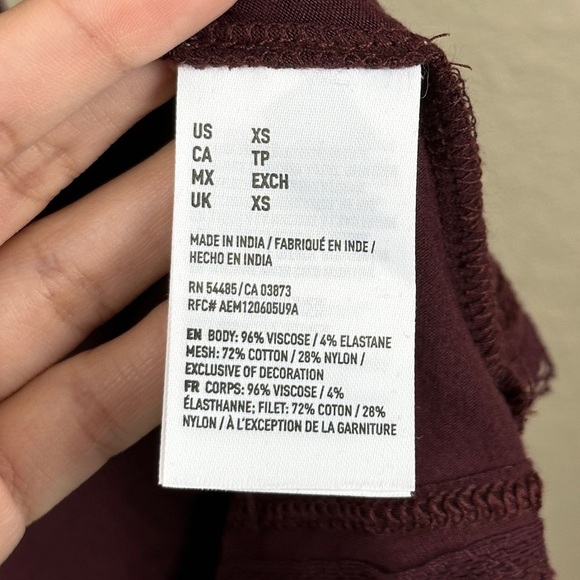 US XS
CA TP
MX EXCH
UK XS
MADE IN INDIA / FABRIQUÉ EN INDE /
HECHO EN INDIA
RN 54485/CA 03873
RFC# AEM120605U9A
EN BODY: 96% VISCOSE / 4% ELASTANE
MESH: 72% COTTON / 28% NYLON /
EXCLUSIVE OF DECORATION
FR CORPS: 96% VISCOSE / 4%
ÉLASTHANNE; FILET: 72% COTON / 28%
NYLON / À L'EXCEPTION DE LA GARNITURE